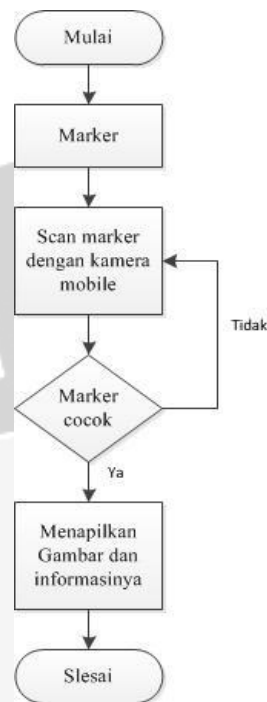 Mulai
Marker
Scan marker
dengan kamera
mobile
Tidak
Marker
cocok
Ya
Menapilkan
Gambar dan
informasinya
Slesai